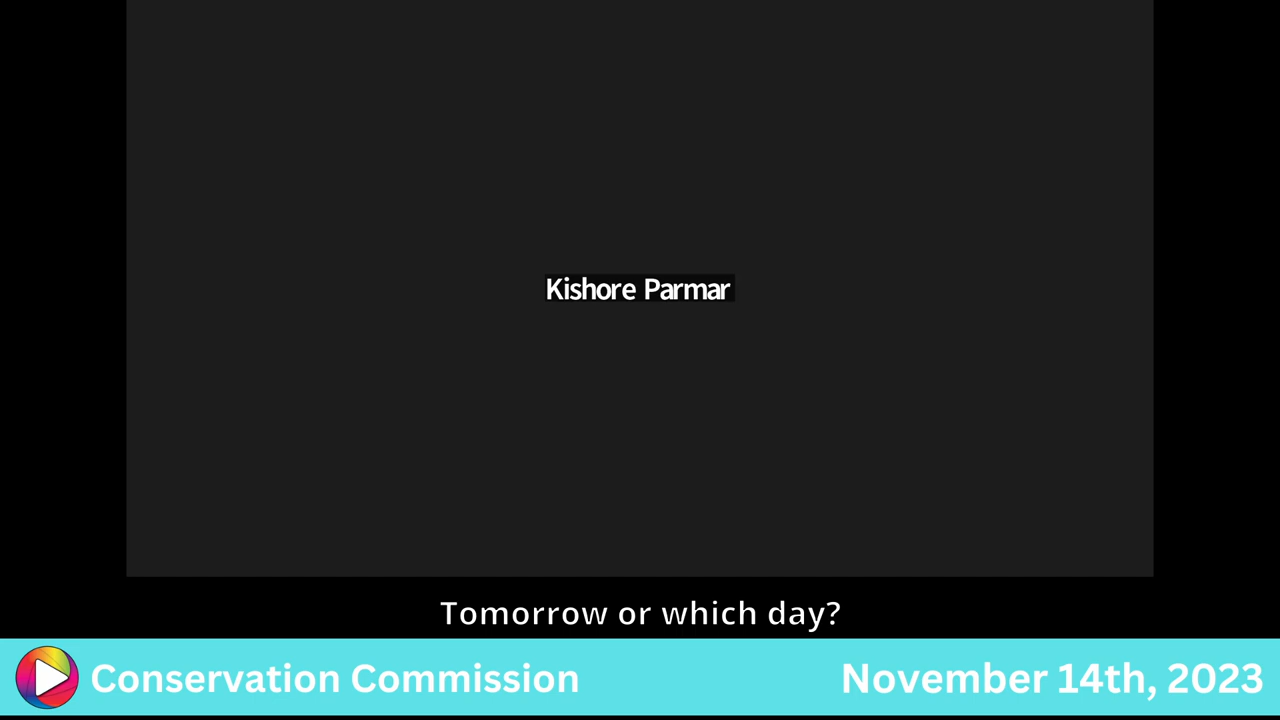 Kishore Parmar
Tomorrow or which day?
Conservation Commission
November 14th, 2023